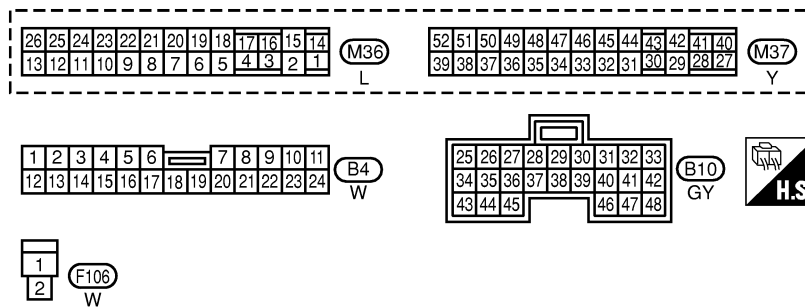 26 25 24 23 22 21 20 19 18 17 16 15 14
13 12 11 10 9 8 7 6 5 4 3 2 1
M36
L
52 51 50 49 48 47 46 45 44 43 42 41 40
39 38 37 36 35 34 33 32 31 30 29 28 27
M37
Y
1 2 3 4 5 6 7 8 9 10 11
12 13 14 15 16 17 18 19 20 21 22 23 24
B4
W
25 26 27 28 29 30 31 32 33
34 35 36 37 38 39 40 41 42
43 44 45 46 47 48
B10
GY
H.S
1
2
F106
W